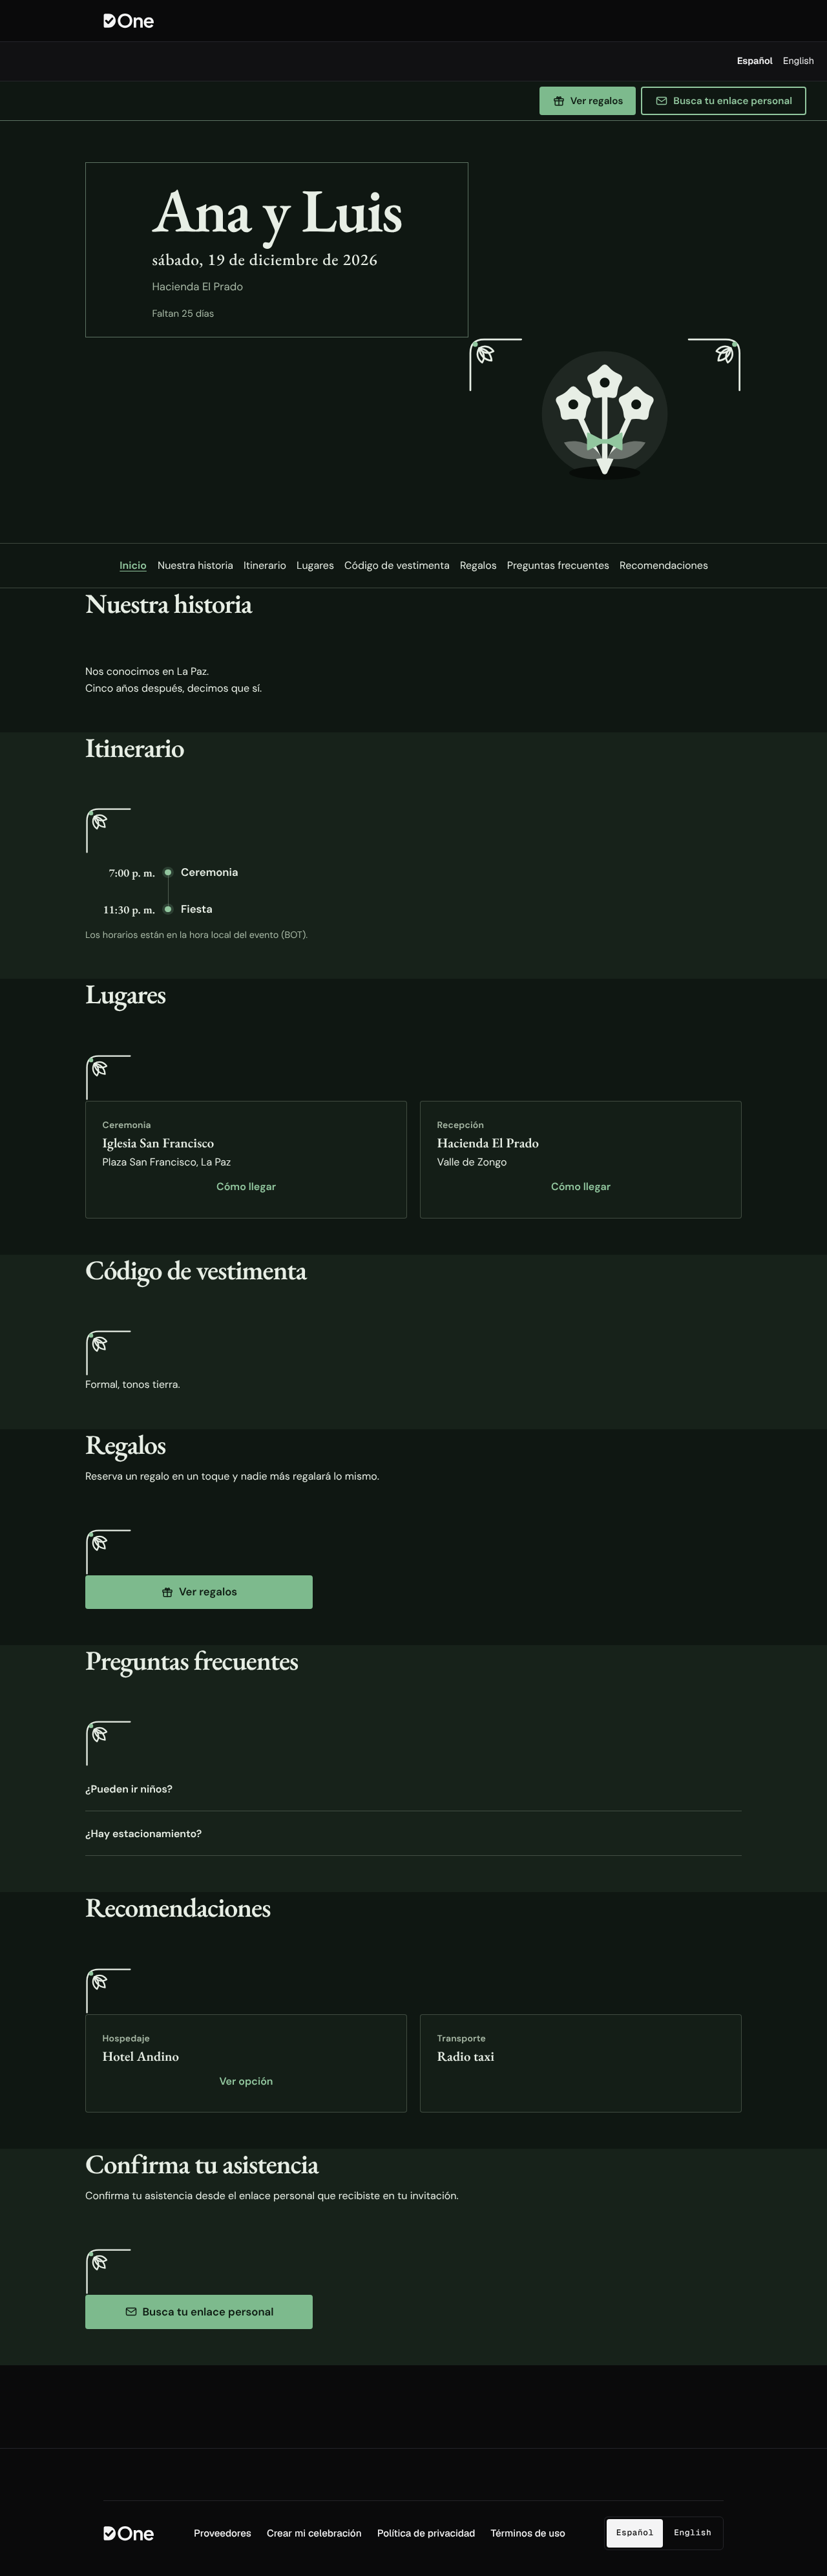 One
Español English
Ver regalos Busca tu enlace personal
Ana y Luis
sábado, 19 de diciembre de 2026
Hacienda El Prado
Faltan 25 días
Inicio Nuestra historia Itinerario Lugares Código de vestimenta Regalos Preguntas frecuentes Recomendaciones
Nuestra historia
Nos conocimos en La Paz.
Cinco años después, decimos que sí.
Itinerario
7:00 p. m. Ceremonia
11:30 p. m. Fiesta
Los horarios están en la hora local del evento (BOT).
Lugares
Ceremonia
Iglesia San Francisco
Plaza San Francisco, La Paz
Cómo llegar
Recepción
Hacienda El Prado
Valle de Zongo
Cómo llegar
Código de vestimenta
Formal, tonos tierra.
Regalos
Reserva un regalo en un toque y nadie más regalará lo mismo.
Ver regalos
Preguntas frecuentes
¿Pueden ir niños?
¿Hay estacionamiento?
Recomendaciones
Hospedaje
Hotel Andino
Ver opción
Transporte
Radio taxi
Confirma tu asistencia
Confirma tu asistencia desde el enlace personal que recibiste en tu invitación.
Busca tu enlace personal
One Proveedores Crear mi celebración Política de privacidad Términos de uso Español English